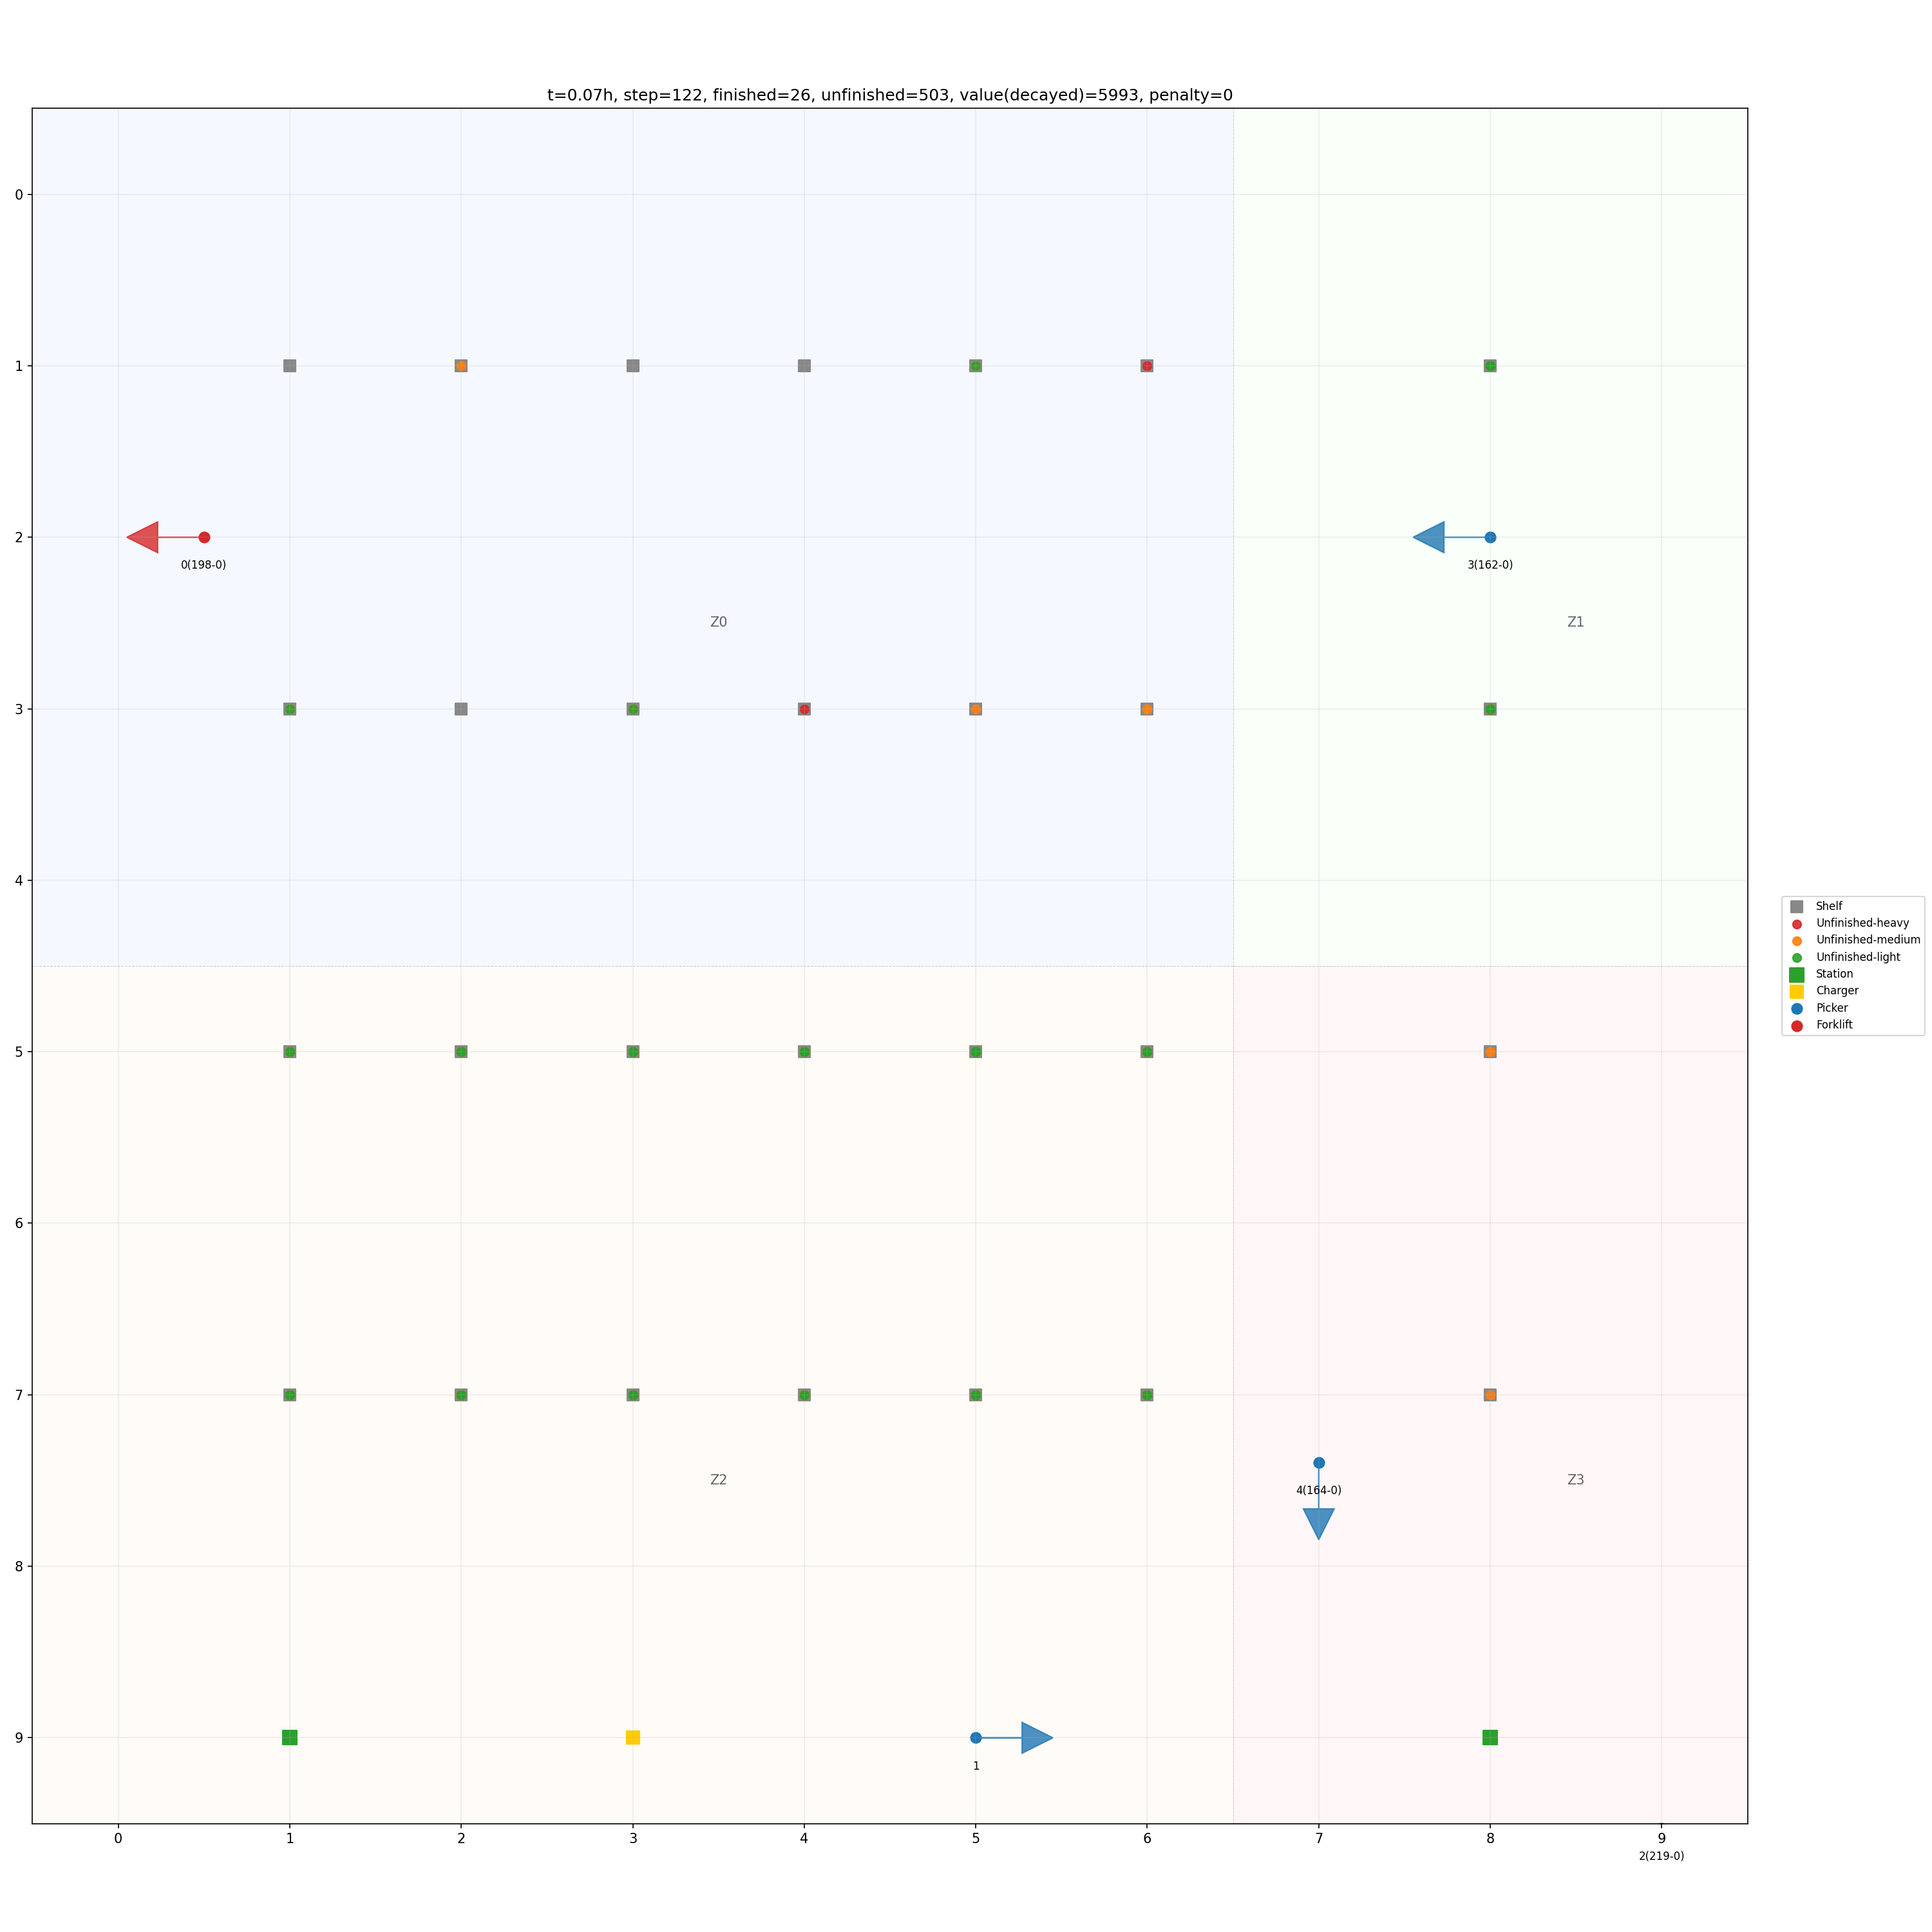 t=0.07h, step=122, finished=26, unfinished=503, value(decayed)=5993, penalty=0
0
1
2
0(198-0)
3(162-0)
Z0
Z1
3
4
Shelf
Unfinished-heavy
Unfinished-medium
Unfinished-light
Station
Charger
Picker
Forklift
5
6
7
Z2
4(164-0)
Z3
8
9
1
0 1 2 3 4 5 6 7 8 9
2(219-0)